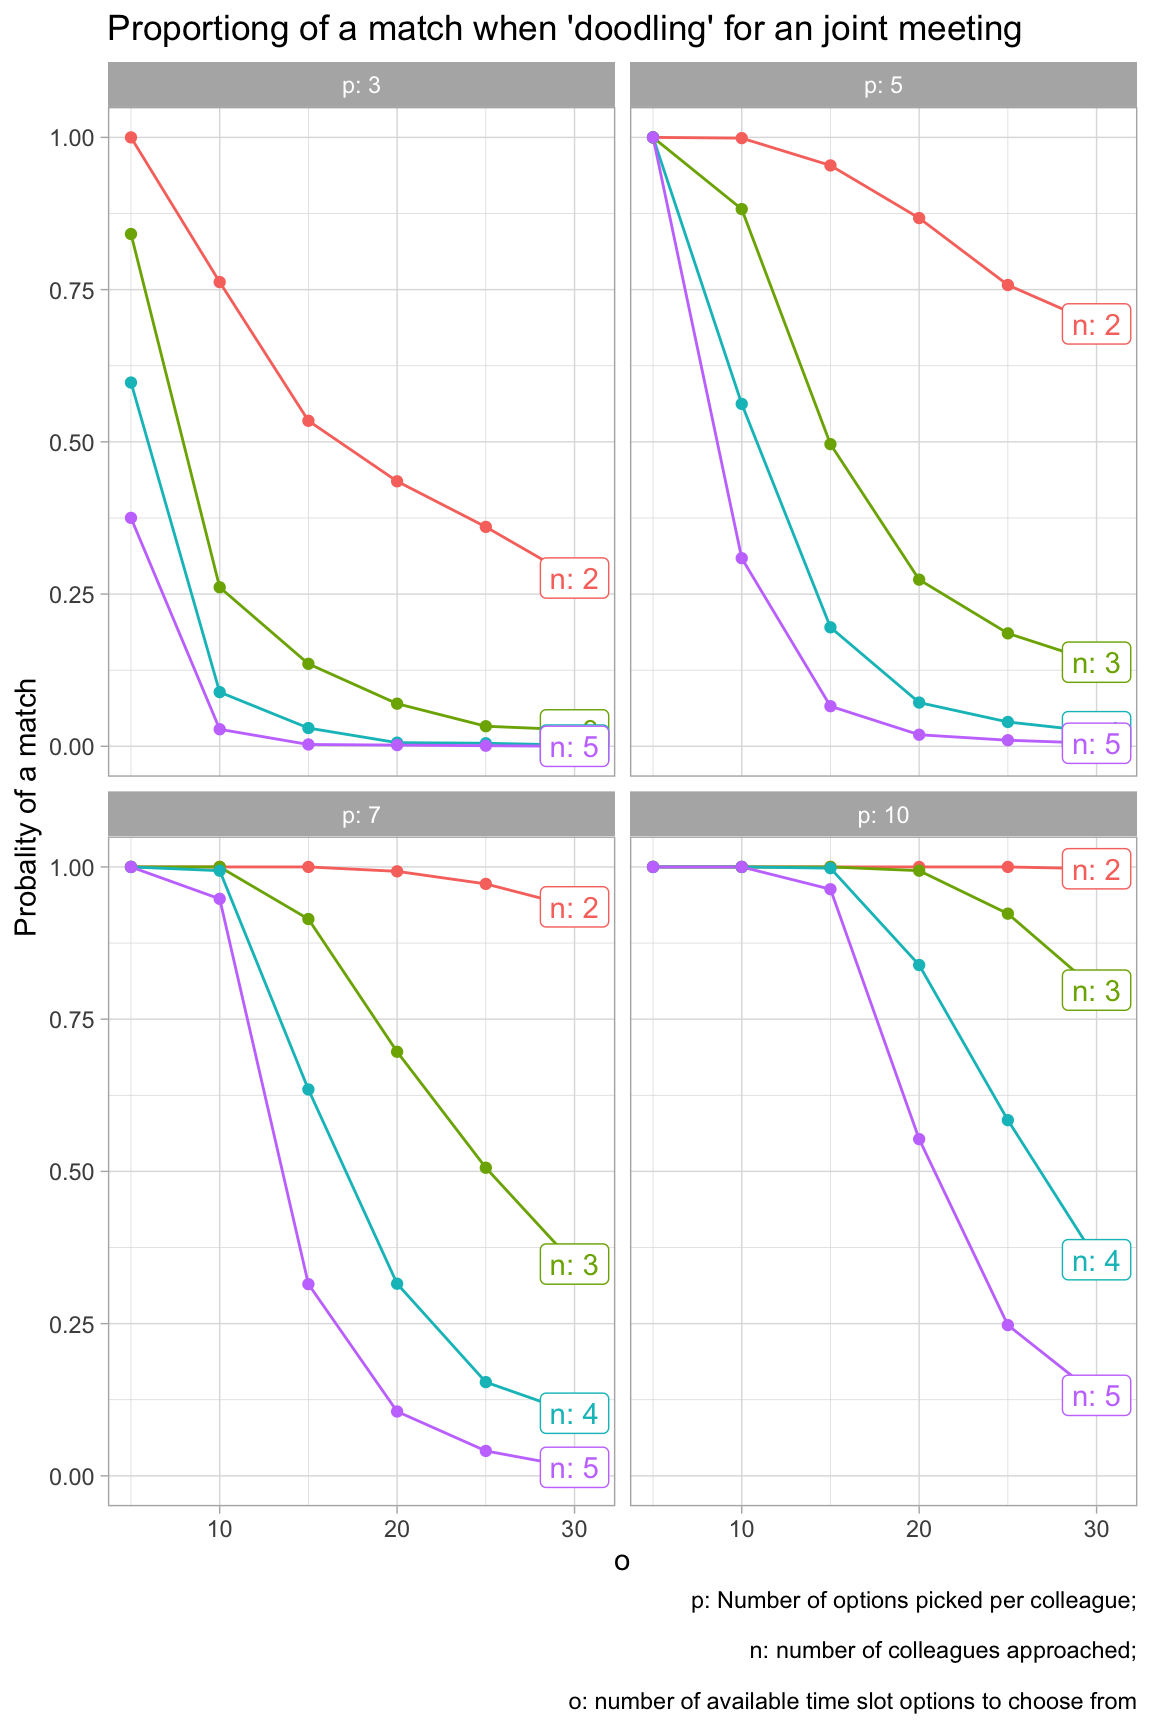 Proportiong of a match when 'doodling' for an joint meeting
p: 3
p: 5
1.00
0.75
0.50
0.25
0.00
n: 2
n: 5
n: 2
n: 3
n: 5
Probality of a match
p: 7
p: 10
1.00
0.75
0.50
0.25
0.00
n: 2
n: 3
n: 4
n: 5
n: 2
n: 3
n: 4
n: 5
10 20 30
10 20 30
o
p: Number of options picked per colleague;
n: number of colleagues approached;
o: number of available time slot options to choose from